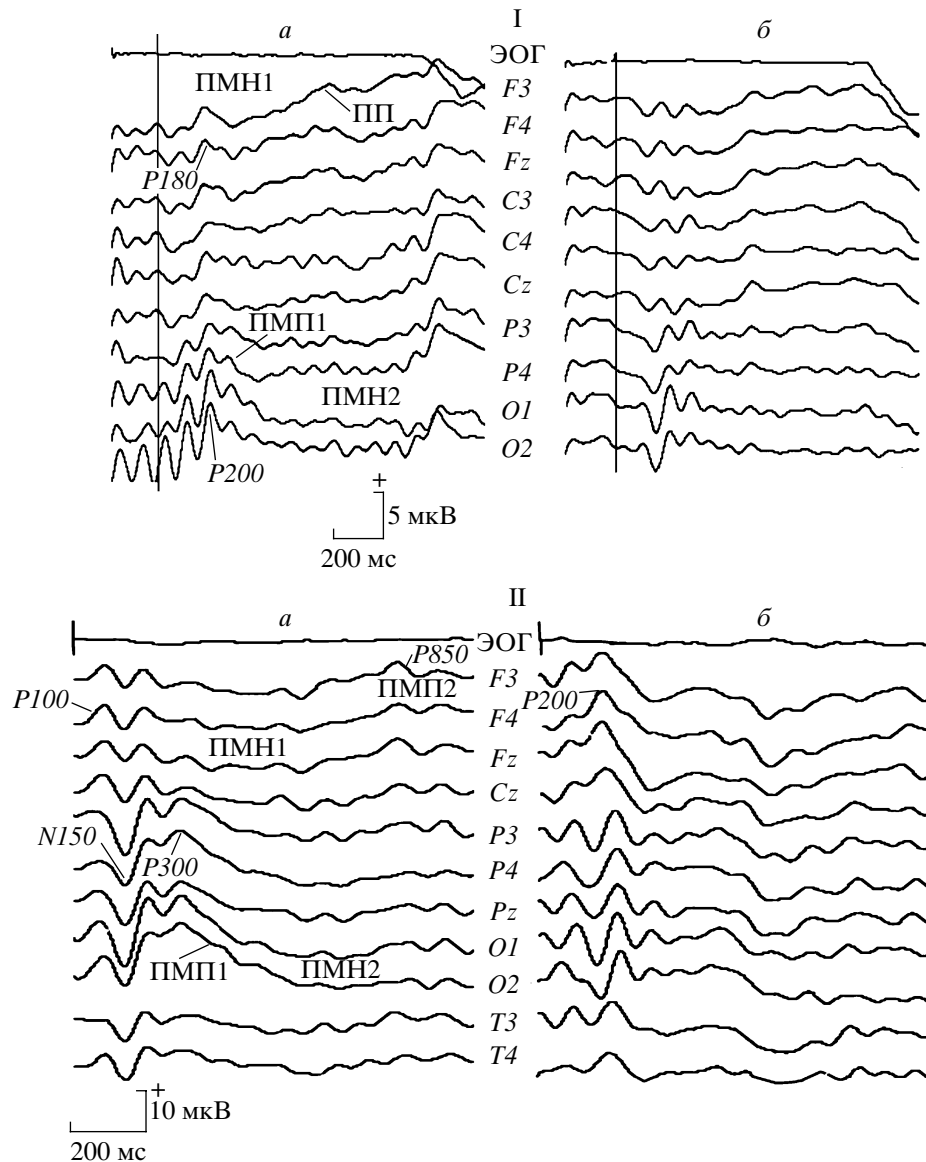 I
а
б
ЭОГ
ПМН1
F3
ПП
F4
Fz
P180
C3
C4
Cz
ПМП1
P3
P4
ПМН2
O1
O2
P200
+
5 мкВ
200 мс
II
а
б
ЭОГ
P850
F3
ПМП2
P100
P200
F4
ПМН1
Fz
Cz
N150
P3
P300
P4
Pz
O1
ПМП1
ПМН2
O2
T3
T4
+
10 мкВ
200 мс